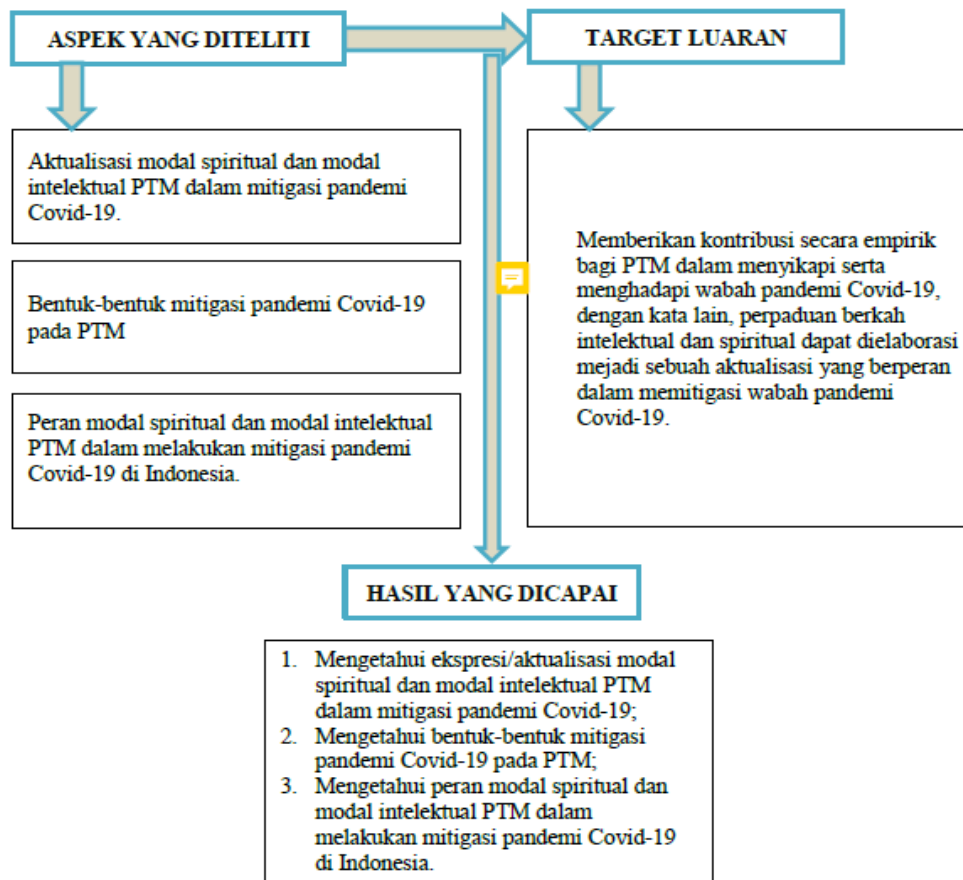 ASPEK YANG DITELITI
TARGET LUARAN
Aktualisasi modal spiritual dan modal
intelektual PTM dalam mitigasi pandemi
Covid-19.
Bentuk-bentuk mitigasi pandemi Covid-19
pada PTM
Peran modal spiritual dan modal intelektual
PTM dalam melakukan mitigasi pandemi
Covid-19 di Indonesia.
Memberikan kontribusi secara empirik
bagi PTM dalam menyikapi serta
menghadapi wabah pandemi Covid-19,
dengan kata lain, perpaduan berkah
intelektual dan spiritual dapat dielaborasi
mejadi sebuah aktualisasi yang berperan
dalam memitigasi wabah pandemi
Covid-19.
HASIL YANG DICAPAI
1. Mengetahui ekspresi/aktualisasi modal
spiritual dan modal intelektual PTM
dalam mitigasi pandemi Covid-19;
2. Mengetahui bentuk-bentuk mitigasi
pandemi Covid-19 pada PTM;
3. Mengetahui peran modal spiritual dan
modal intelektual PTM dalam
melakukan mitigasi pandemi Covid-19
di Indonesia.